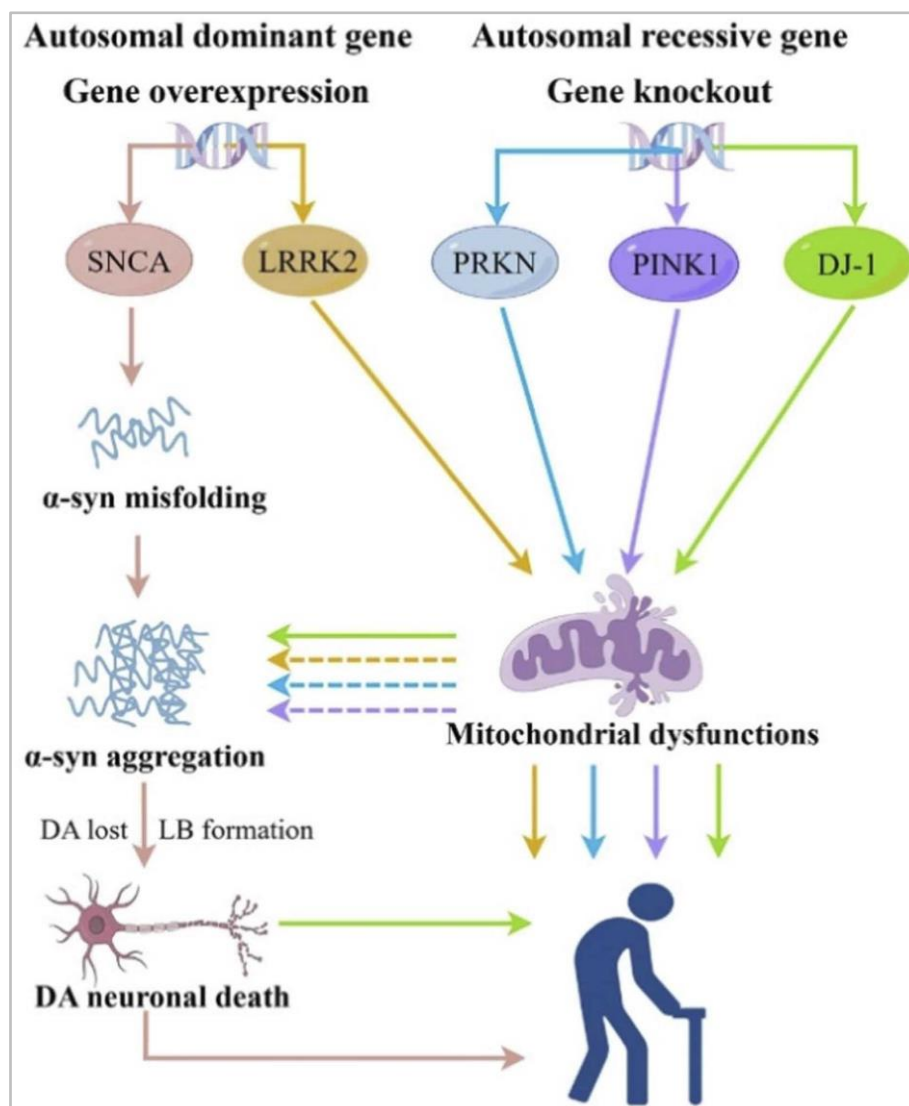 Autosomal dominant gene
Autosomal recessive gene
Gene overexpression
Gene knockout
SNCA
LRRK2
PRKN
PINK1
DJ-1
α-syn misfolding
α-syn aggregation
Mitochondrial dysfunctions
DA lost
LB formation
DA neuronal death